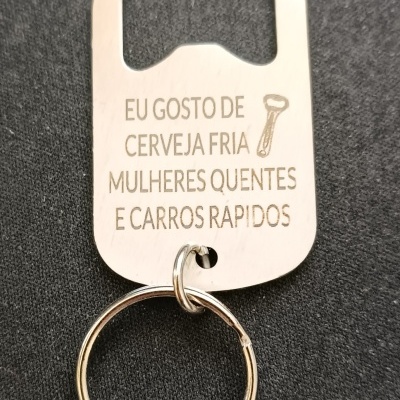 EU GOSTO DE
CERVEJA FRIA
MULHERES QUENTES
E CARROS RAPIDOS